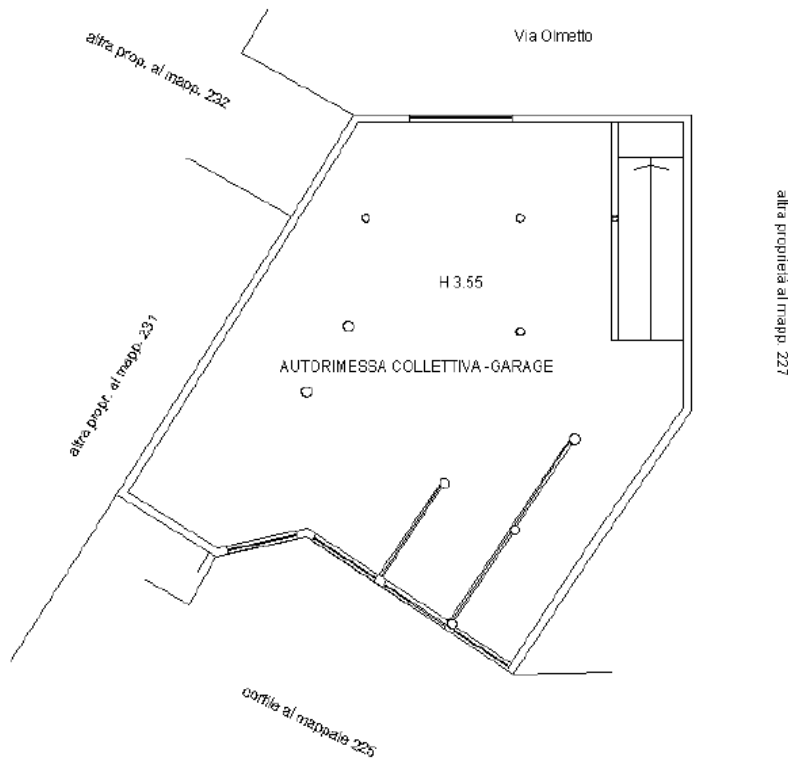 Via Olmetto
altra prop. al mapp. 232
altra proprietà al mapp. 227
H 3.55
altra propr. al mapp. 231
AUTORIMESSA COLLETTIVA-GARAGE
cortile al mappale 225